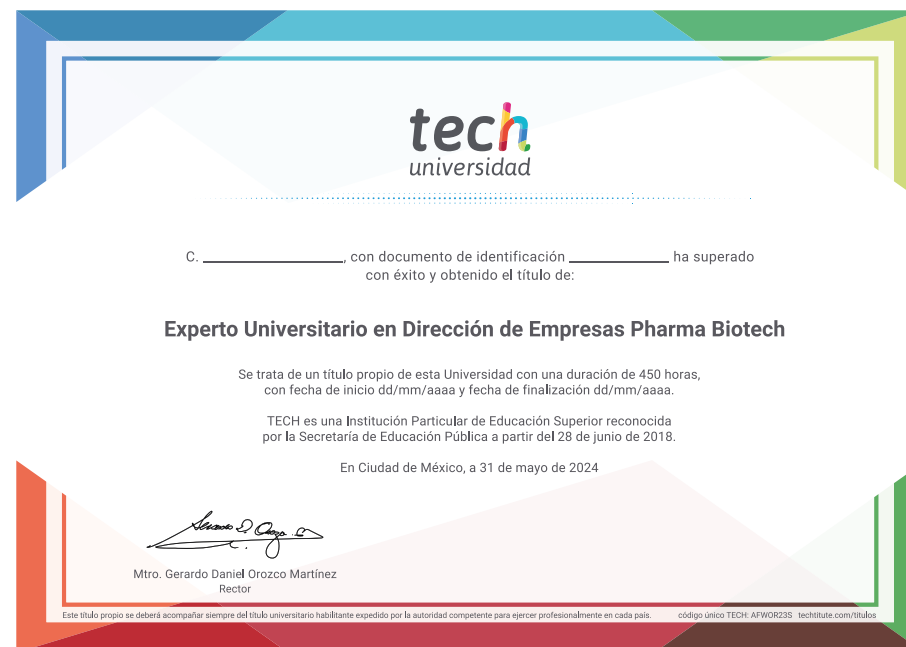 tech
universidad
C. ____________________, con documento de identificación ______________ ha superado
con éxito y obtenido el título de:
Experto Universitario en Dirección de Empresas Pharma Biotech
Se trata de un título propio de esta Universidad con una duración de 450 horas,
con fecha de inicio dd/mm/aaaa y fecha de finalización dd/mm/aaaa.
TECH es una Institución Particular de Educación Superior reconocida
por la Secretaría de Educación Pública a partir del 28 de junio de 2018.
En Ciudad de México, a 31 de mayo de 2024
Mtro. Gerardo Daniel Orozco Martínez
Rector
Este título propio se deberá acompañar siempre del título universitario habilitante expedido por la autoridad competente para ejercer profesionalmente en cada país. código único TECH: AFWOR23S techtitute.com/titulos